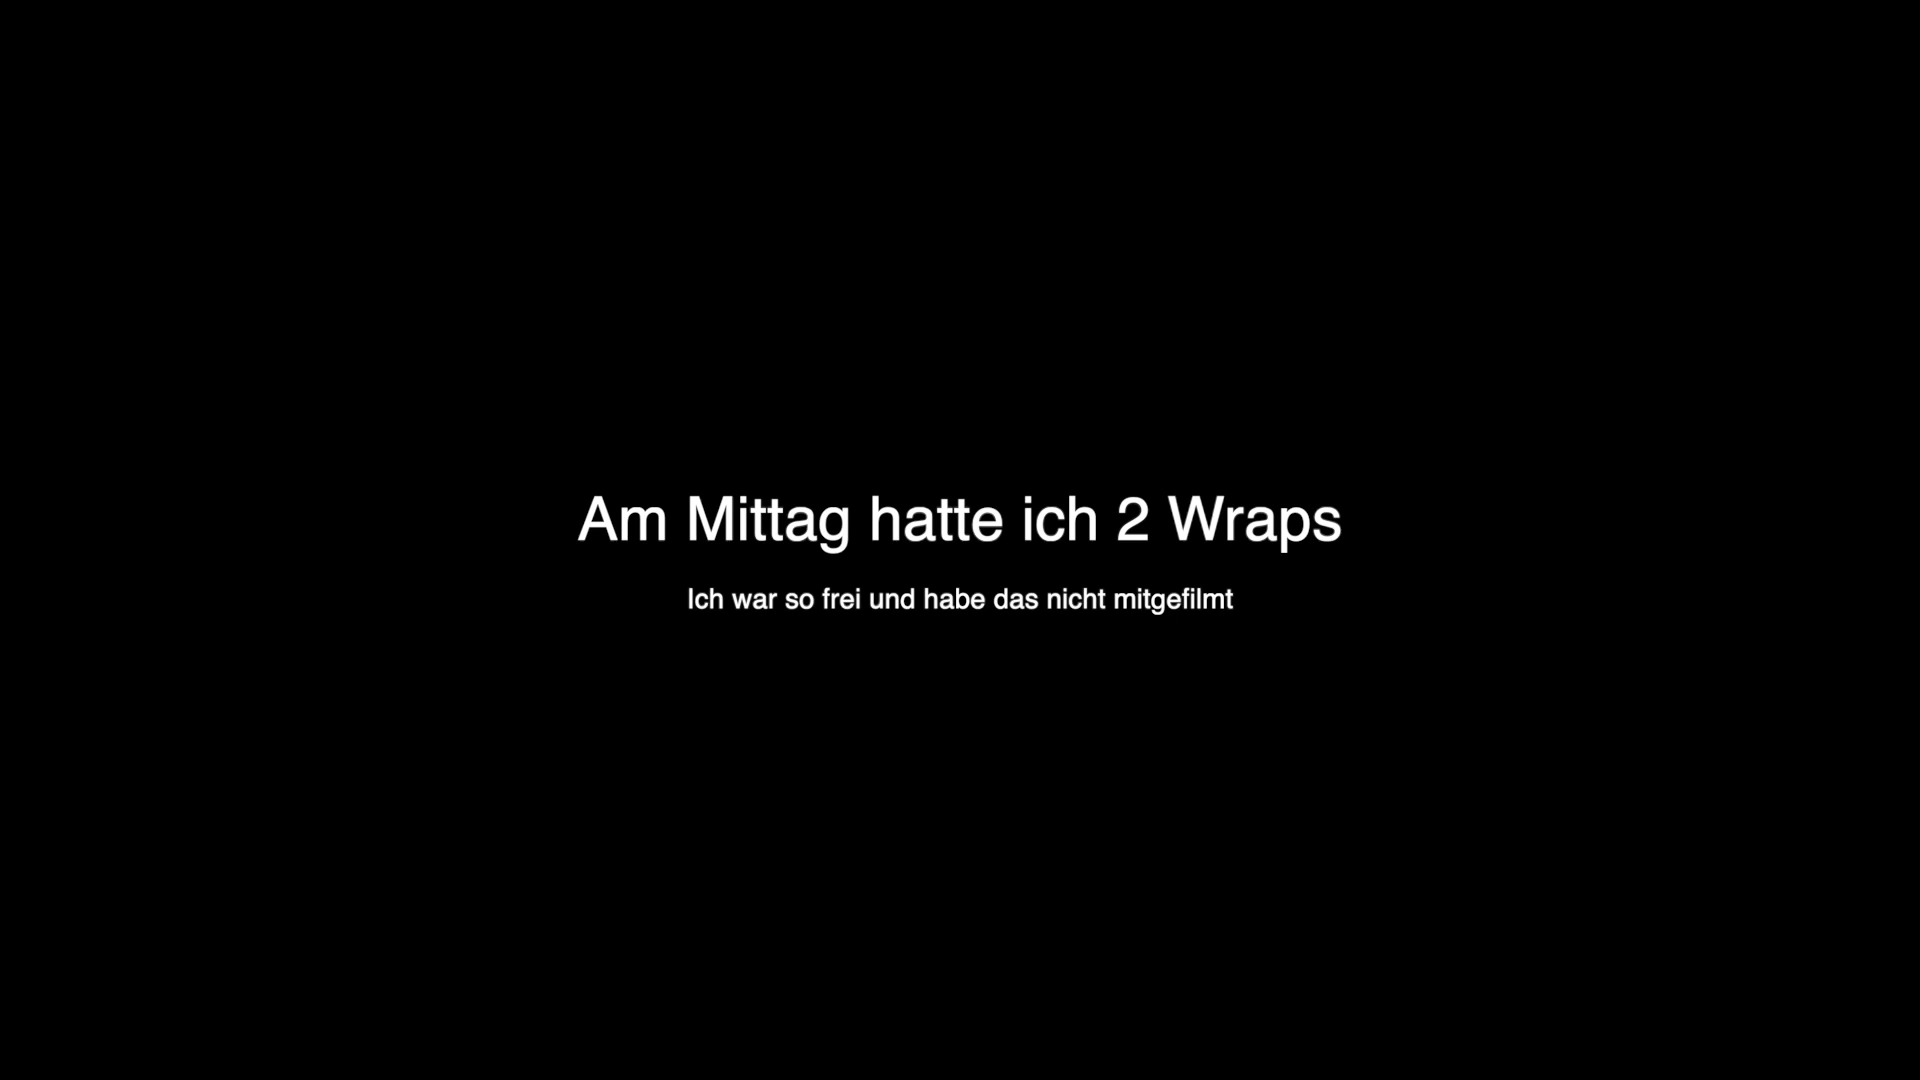 Am Mittag hatte ich 2 Wraps
Ich war so frei und habe das nicht mitgefilmt